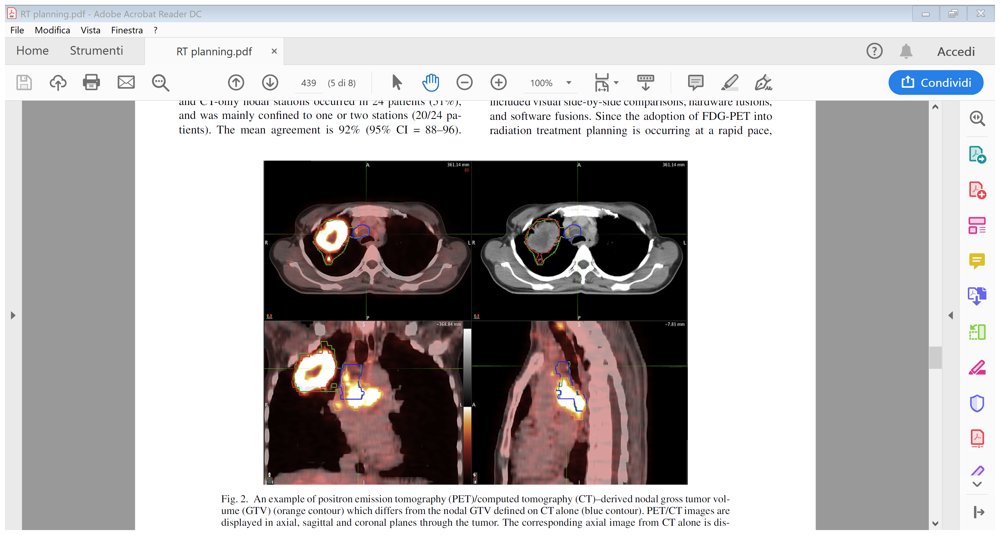 RT planning.pdf - Adobe Acrobat Reader DC
File Modifica Vista Finestra ?
Home Strumenti RT planning.pdf × Accedi
439 (5 di 8) 100% Condividi
and CT-only nodal stations occurred in 24 patients (51%),
and was mainly confined to one or two stations (20/24 pa-
tients). The mean agreement is 92% (95% CI = 88–96).
included visual side-by-side comparisons, hardware fusions,
and software fusions. Since the adoption of FDG-PET into
radiation treatment planning is occurring at a rapid pace,
A 361.14 mm
80
R L
P
A 361.14 mm
R L
P
S -368.84 mm
R L
I
S -7.81 mm
A
I
Fig. 2. An example of positron emission tomography (PET)/computed tomography (CT)–derived nodal gross tumor vol-
ume (GTV) (orange contour) which differs from the nodal GTV defined on CT alone (blue contour). PET/CT images are
displayed in axial, sagittal and coronal planes through the tumor. The corresponding axial image from CT alone is dis-